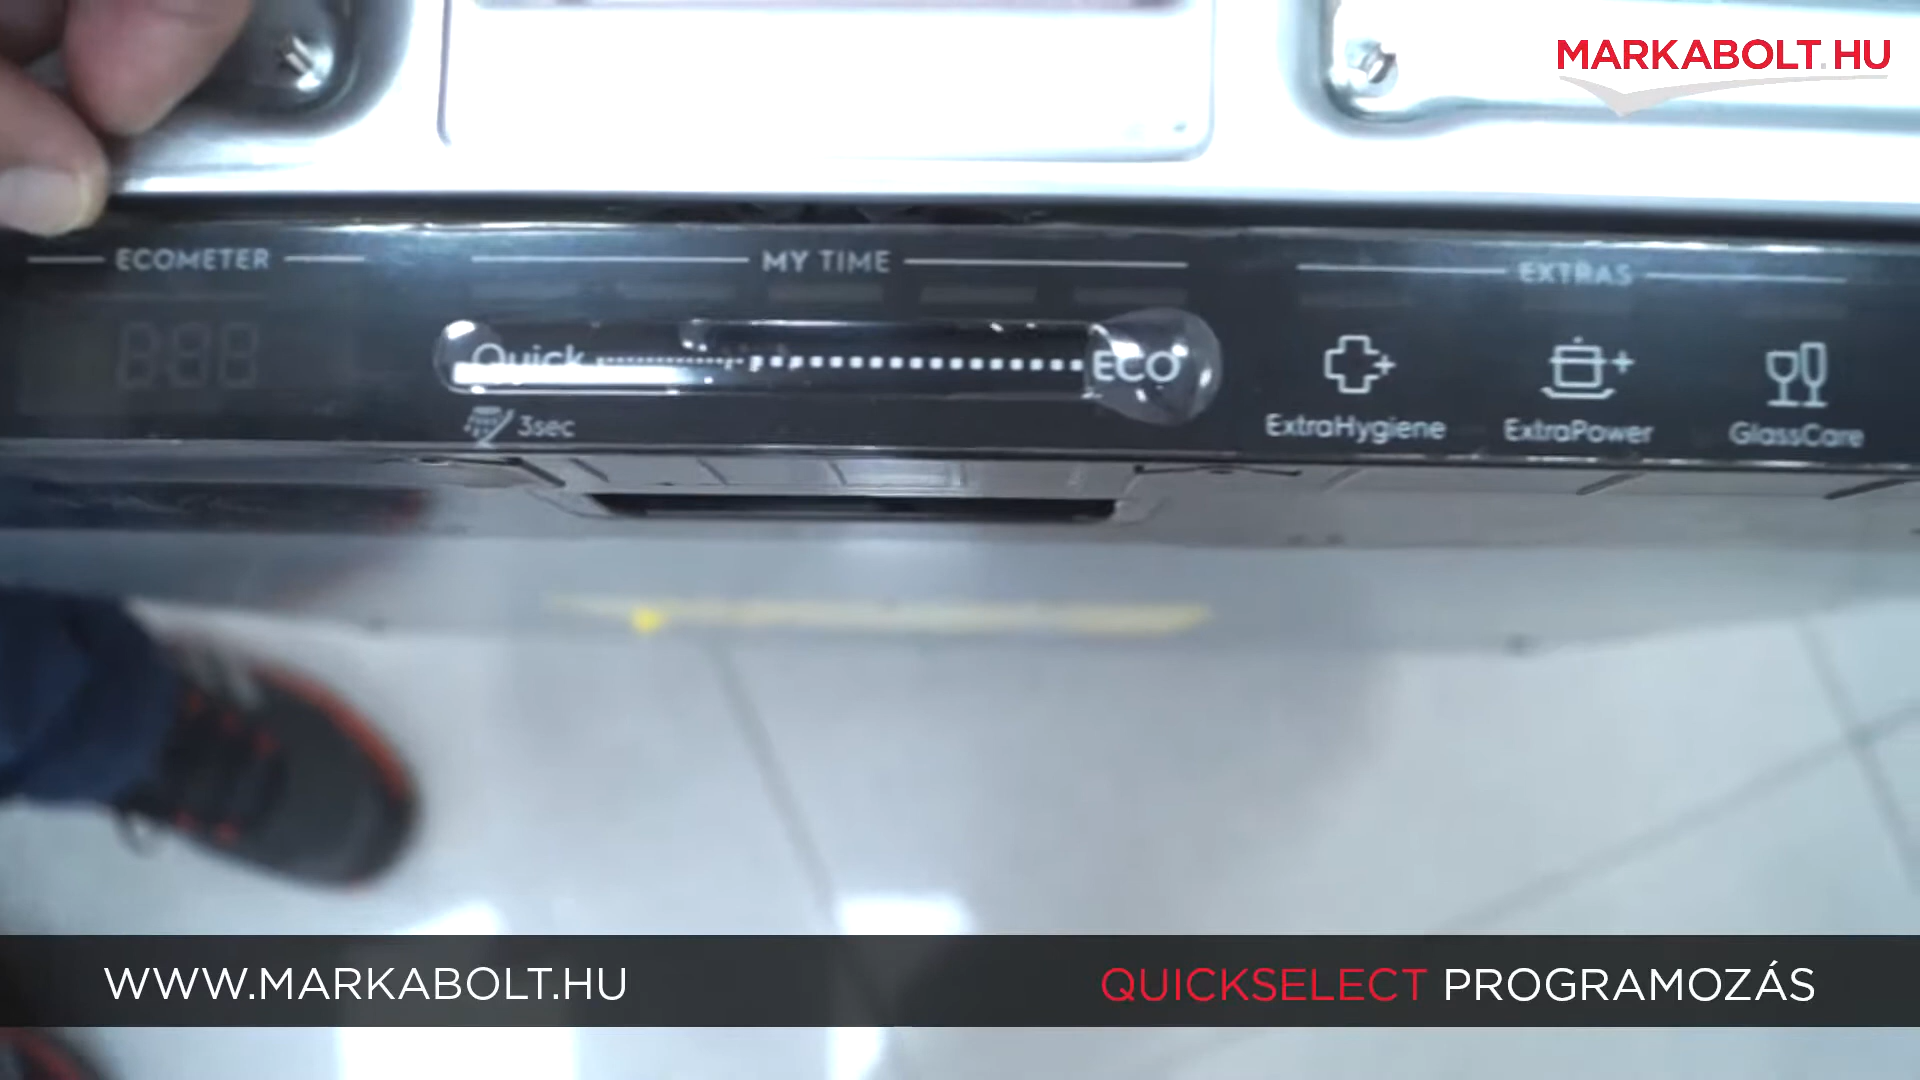 MARKABOLT.HU
ECOMETER
MY TIME
EXTRAS
Quick
ECO
3sec
ExtraHygiene
ExtraPower
GlassCare
WWW.MARKABOLT.HU
QUICKSELECT PROGRAMOZÁS